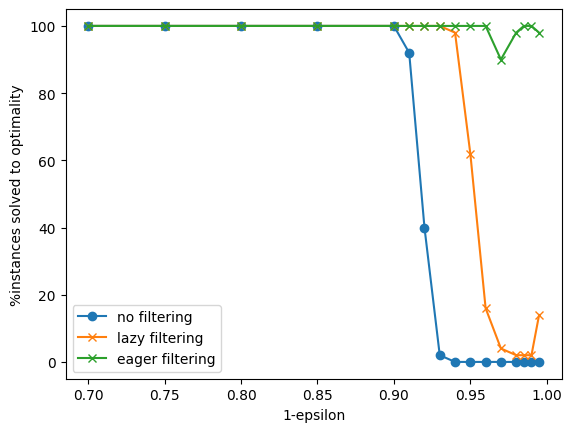 100
80
60
40
20
0
%instances solved to optimality
no filtering
lazy filtering
eager filtering
0.70 0.75 0.80 0.85 0.90 0.95 1.00
1-epsilon